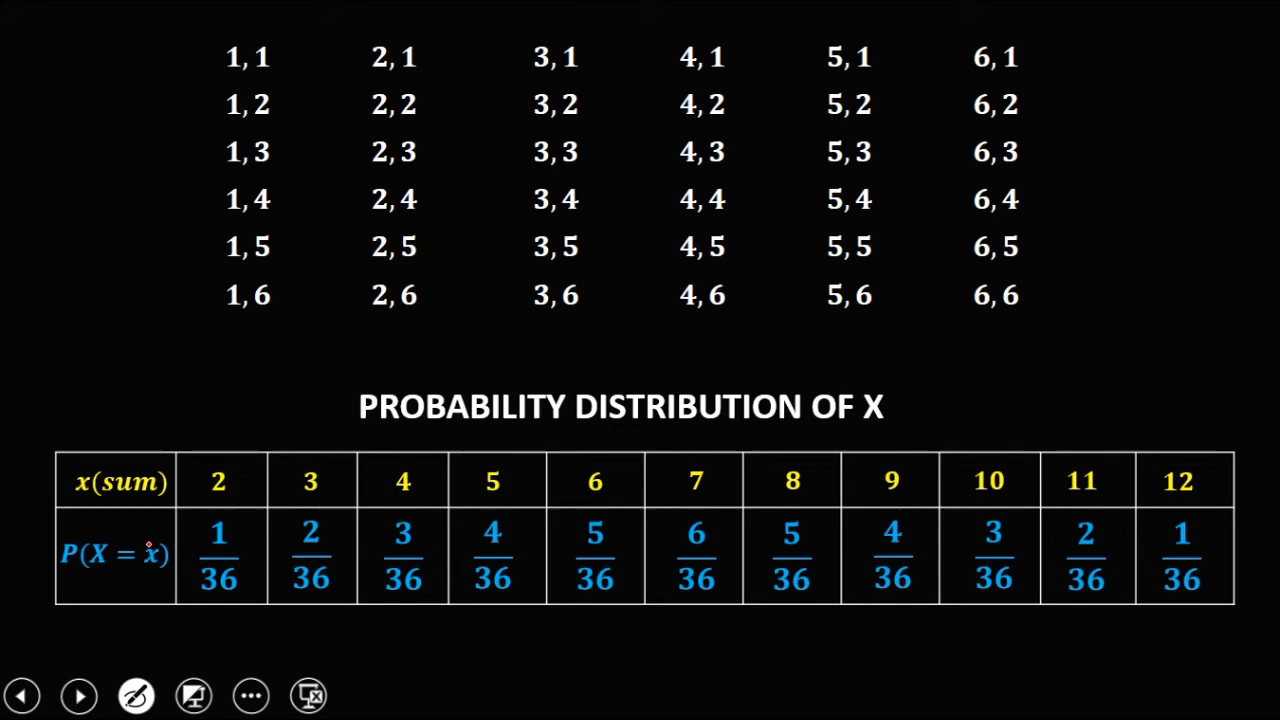 1, 1 2, 1 3, 1 4, 1 5, 1 6, 1
1, 2 2, 2 3, 2 4, 2 5, 2 6, 2
1, 3 2, 3 3, 3 4, 3 5, 3 6, 3
1, 4 2, 4 3, 4 4, 4 5, 4 6, 4
1, 5 2, 5 3, 5 4, 5 5, 5 6, 5
1, 6 2, 6 3, 6 4, 6 5, 6 6, 6
PROBABILITY DISTRIBUTION OF X
x(sum) 2 3 4 5 6 7 8 9 10 11 12
P(X = x) 1/36 2/36 3/36 4/36 5/36 6/36 5/36 4/36 3/36 2/36 1/36